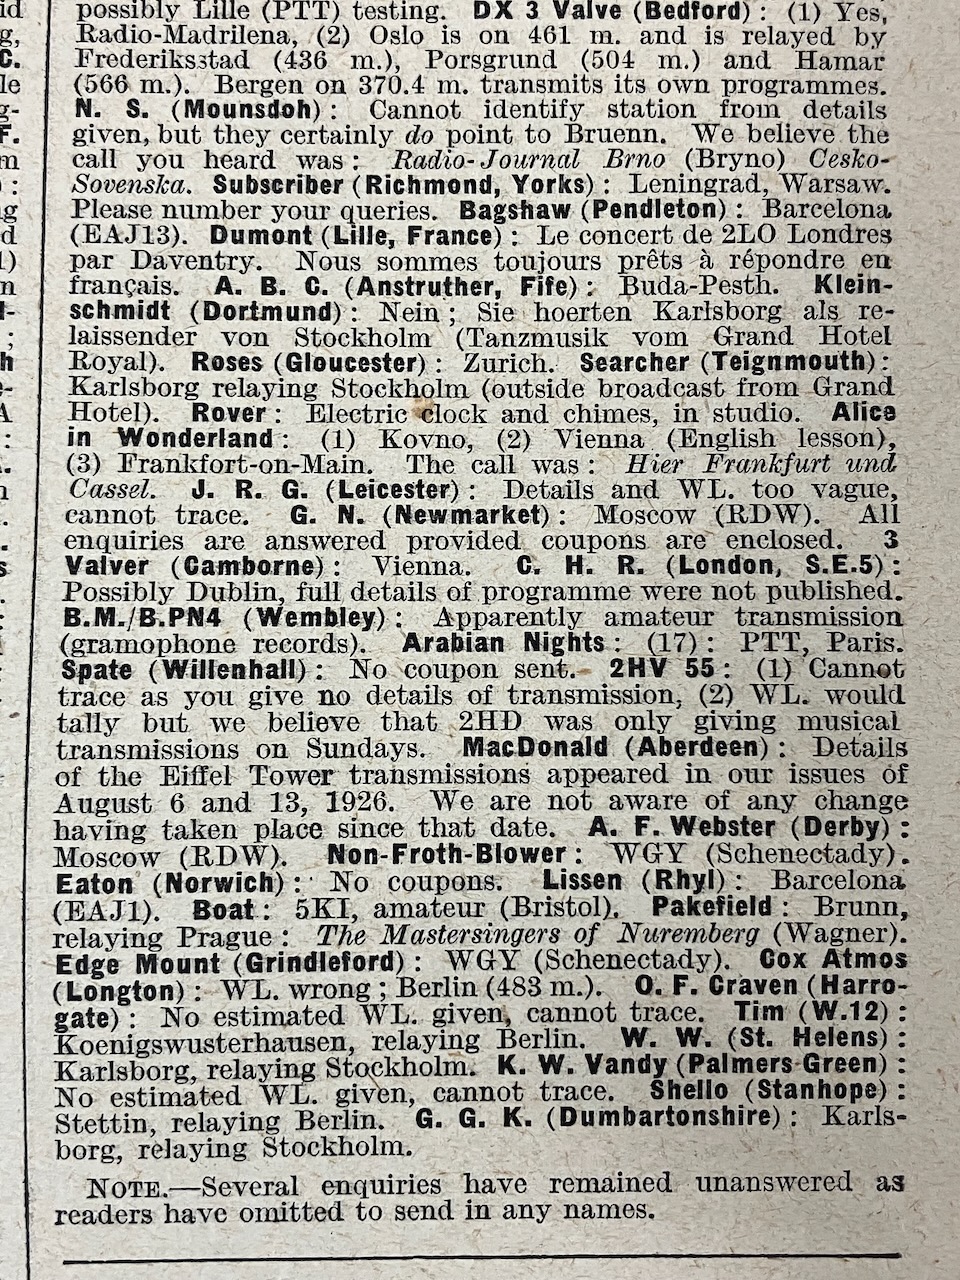 possibly Lille (PTT) testing. DX 3 Valve (Bedford): (1) Yes,
Radio-Madrilena, (2) Oslo is on 461 m. and is relayed by
Frederiksstad (436 m.), Porsgrund (504 m.) and Hamar
(566 m.). Bergen on 370.4 m. transmits its own programmes.
N. S. (Mounsdoh): Cannot identify station from details
given, but they certainly do point to Bruenn. We believe the
call you heard was: Radio-Journal Brno (Bryno) Cesko-
Sovenska. Subscriber (Richmond, Yorks): Leningrad, Warsaw.
Please number your queries. Bagshaw (Pendleton): Barcelona
(EAJ13). Dumont (Lille, France): Le concert de 2LO Londres
par Daventry. Nous sommes toujours prêts à répondre en
français. A. B. C. (Anstruther, Fife): Buda-Pesth. Klein-
schmidt (Dortmund): Nein; Sie hoerten Karlsborg als re-
laissender von Stockholm (Tanzmusik vom Grand Hotel
Royal). Roses (Gloucester): Zurich. Searcher (Teignmouth):
Karlsborg relaying Stockholm (outside broadcast from Grand
Hotel). Rover: Electric clock and chimes, in studio. Alice
in Wonderland: (1) Kovno, (2) Vienna (English lesson),
(3) Frankfort-on-Main. The call was: Hier Frankfurt und
Cassel. J. R. G. (Leicester): Details and WL. too vague,
cannot trace. G. N. (Newmarket): Moscow (RDW). All
enquiries are answered provided coupons are enclosed. 3
Valver (Camborne): Vienna. C. H. R. (London, S.E.5):
Possibly Dublin, full details of programme were not published.
B.M./B.PN4 (Wembley): Apparently amateur transmission
(gramophone records). Arabian Nights: (17): PTT, Paris.
Spate (Willenhall): No coupon sent. 2HV 55: (1) Cannot
trace as you give no details of transmission, (2) WL. would
tally but we believe that 2HD was only giving musical
transmissions on Sundays. MacDonald (Aberdeen): Details
of the Eiffel Tower transmissions appeared in our issues of
August 6 and 13, 1926. We are not aware of any change
having taken place since that date. A. F. Webster (Derby):
Moscow (RDW). Non-Froth-Blower: WGY (Schenectady).
Eaton (Norwich): No coupons. Lissen (Rhyl): Barcelona
(EAJ1). Boat: 5KI, amateur (Bristol). Pakefield: Brunn,
relaying Prague: The Mastersingers of Nuremberg (Wagner).
Edge Mount (Grindleford): WGY (Schenectady). Cox Atmos
(Longton): WL. wrong; Berlin (483 m.). O. F. Craven (Harro-
gate): No estimated WL. given, cannot trace. Tim (W.12):
Koenigswusterhausen, relaying Berlin. W. W. (St. Helens):
Karlsborg, relaying Stockholm. K. W. Vandy (Palmers Green):
No estimated WL. given, cannot trace. Shello (Stanhope):
Stettin, relaying Berlin. G. G. K. (Dumbartonshire): Karls-
borg, relaying Stockholm.
NOTE.—Several enquiries have remained unanswered as
readers have omitted to send in any names.